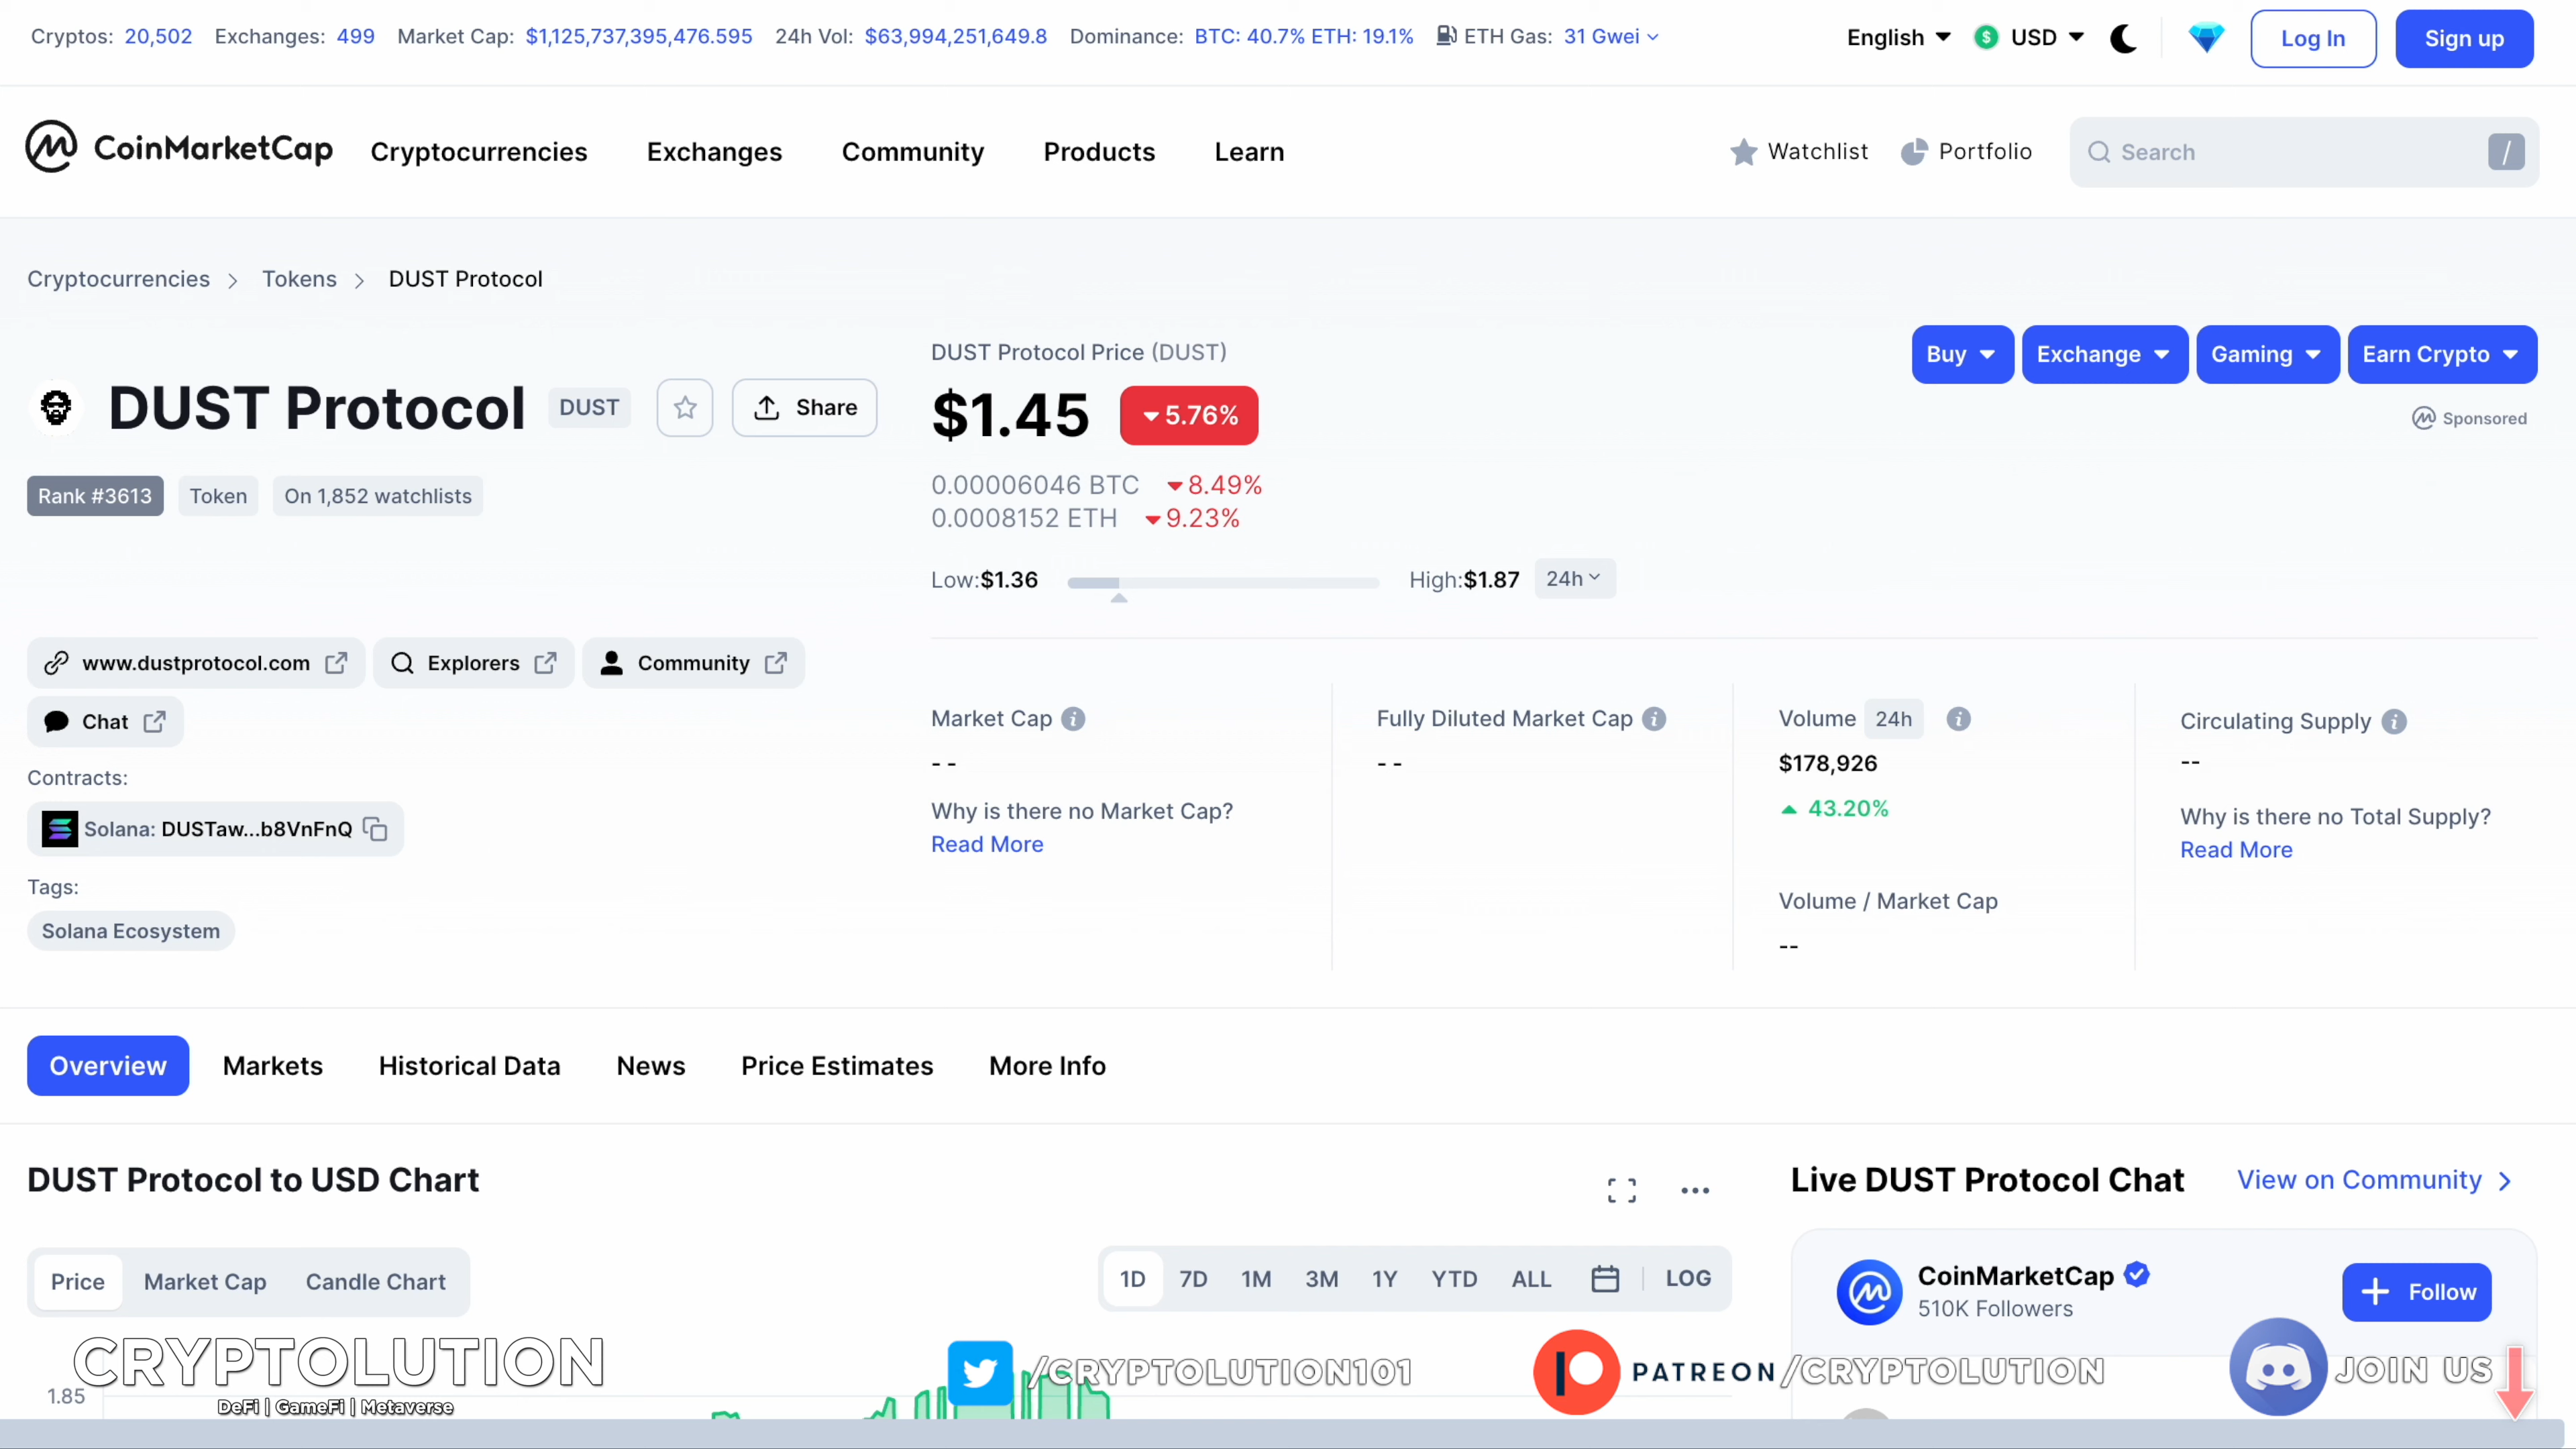 Cryptos: 20,502 Exchanges: 499 Market Cap: $1,125,737,395,476.595 24h Vol: $63,994,251,649.8 Dominance: BTC: 40.7% ETH: 19.1% ETH Gas: 31 Gwei English $ USD Log In Sign up
CoinMarketCap Cryptocurrencies Exchanges Community Products Learn Watchlist Portfolio Search /
Cryptocurrencies > Tokens > DUST Protocol
DUST Protocol DUST Share
Rank #3613 Token On 1,852 watchlists
www.dustprotocol.com Explorers Community
Chat
Contracts:
Solana: DUSTaw...b8VnFnQ
Tags:
Solana Ecosystem
DUST Protocol Price (DUST)
$1.45 5.76%
0.00006046 BTC 8.49%
0.0008152 ETH 9.23%
Low:$1.36 High:$1.87 24h
Buy Exchange Gaming Earn Crypto
Sponsored
Market Cap
- -
Why is there no Market Cap?
Read More
Fully Diluted Market Cap
- -
Volume 24h
$178,926
43.20%
Volume / Market Cap
--
Circulating Supply
--
Why is there no Total Supply?
Read More
Overview Markets Historical Data News Price Estimates More Info
DUST Protocol to USD Chart
Price Market Cap Candle Chart
1D 7D 1M 3M 1Y YTD ALL LOG
1.85
Live DUST Protocol Chat View on Community
CoinMarketCap
510K Followers
Follow
CRYPTOLUTION
DeFi | GameFi | Metaverse
/CRYPTOLUTION101
PATREON/CRYPTOLUTION
JOIN US